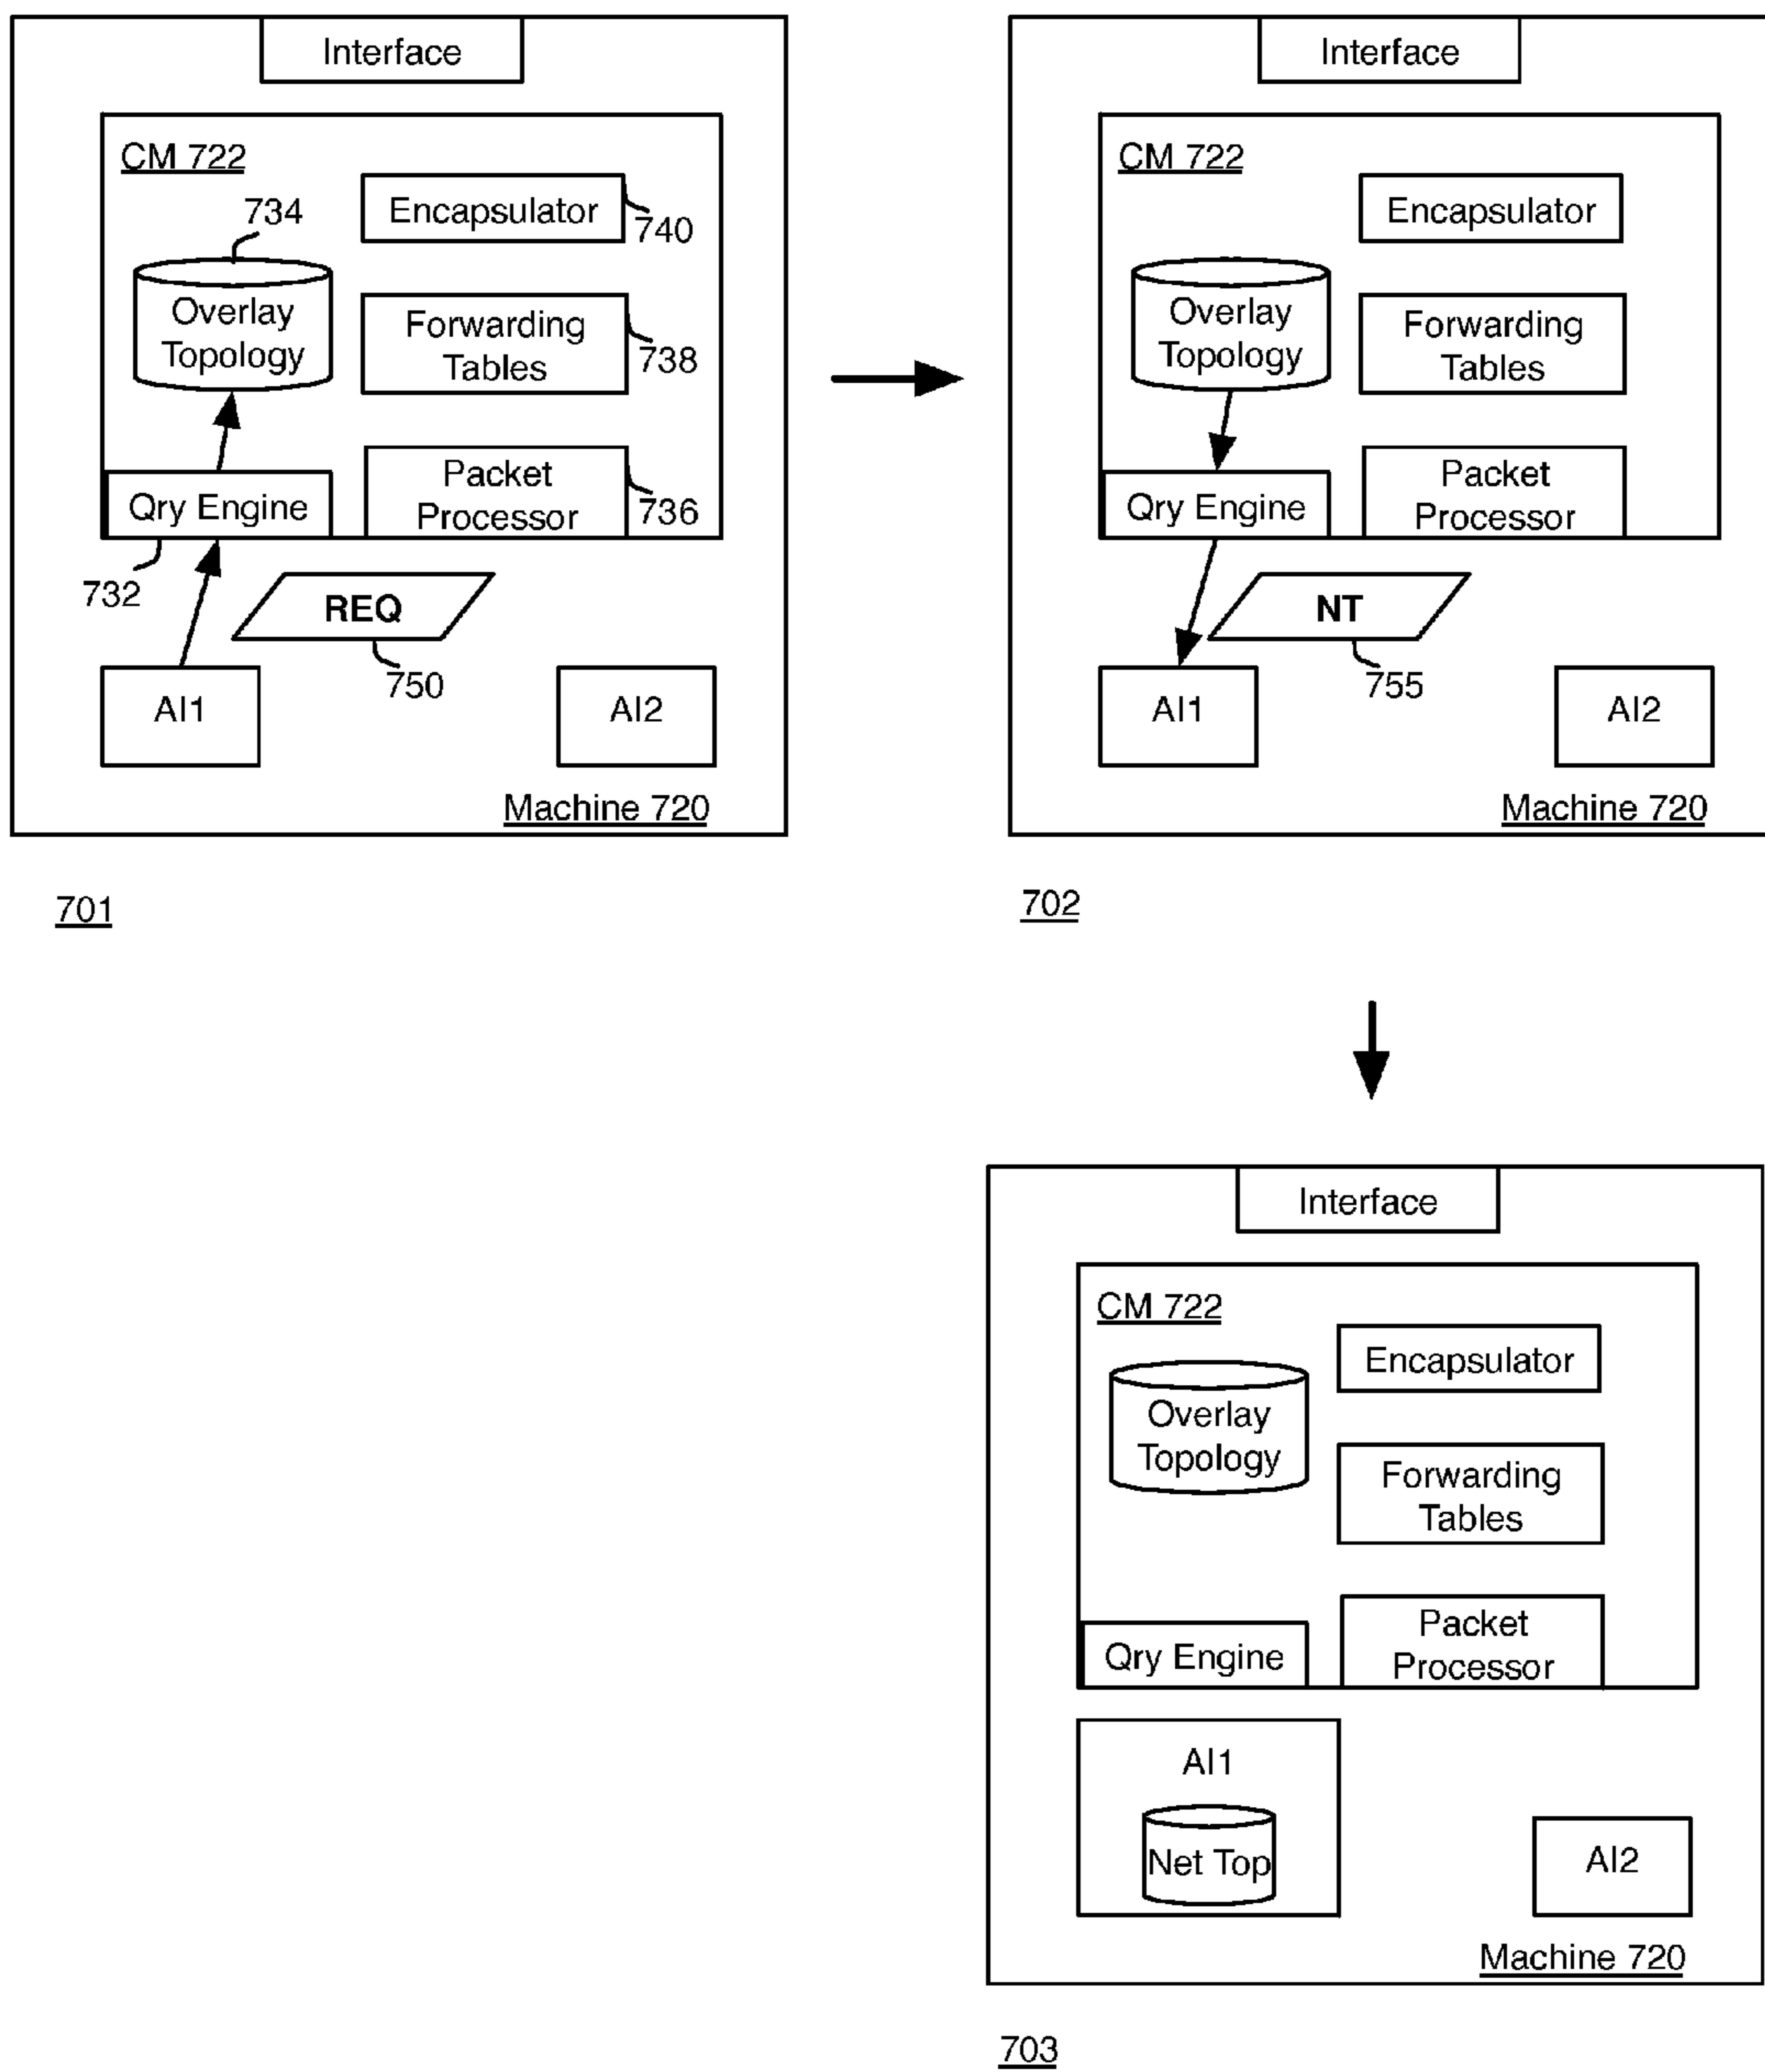 Interface
CM 722
734
Encapsulator
740
Overlay
Topology
Forwarding
Tables
738
Qry Engine
Packet
Processor
736
732
REQ
750
AI1
AI2
Machine 720
701
Interface
CM 722
Encapsulator
Overlay
Topology
Forwarding
Tables
Qry Engine
Packet
Processor
NT
755
AI1
AI2
Machine 720
702
Interface
CM 722
Encapsulator
Overlay
Topology
Forwarding
Tables
Qry Engine
Packet
Processor
AI1
Net Top
AI2
Machine 720
703